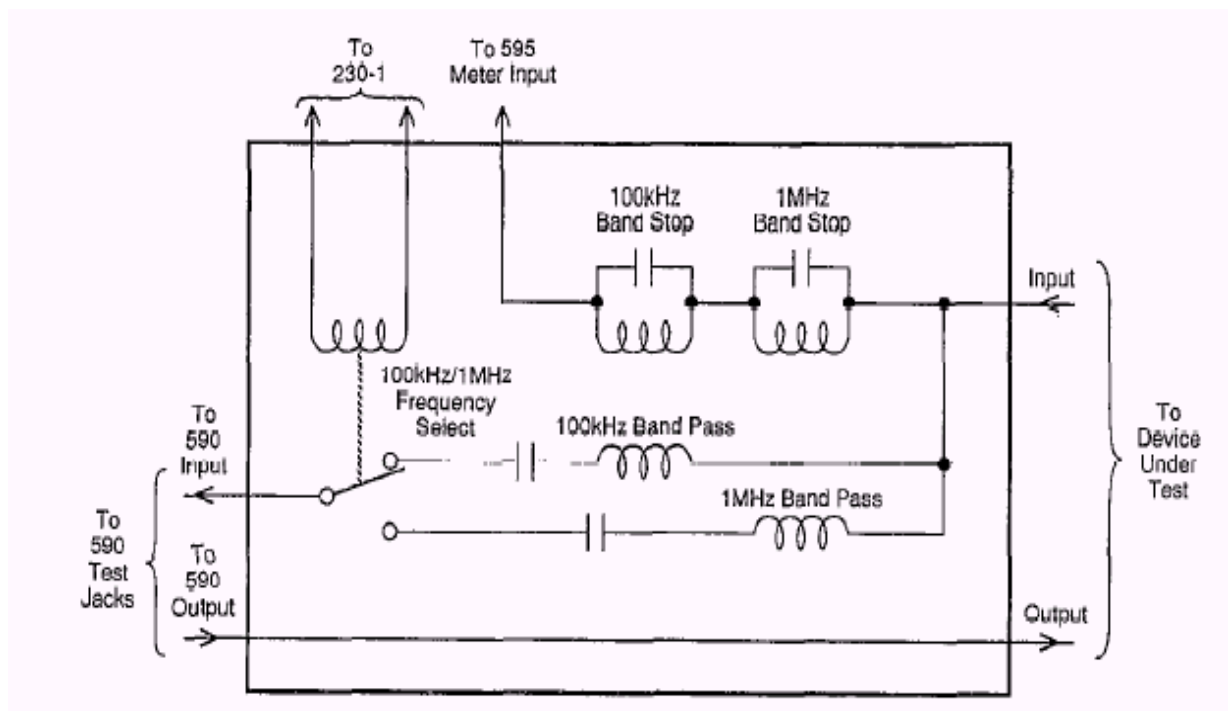 To
230-1
To 595
Meter Input
100kHz
Band Stop
1MHz
Band Stop
Input
100kHz/1MHz
Frequency
Select
100kHz Band Pass
1MHz Band Pass
To
590
Input
To
590
Test
Jacks
To
590
Output
Output
To
Device
Under
Test